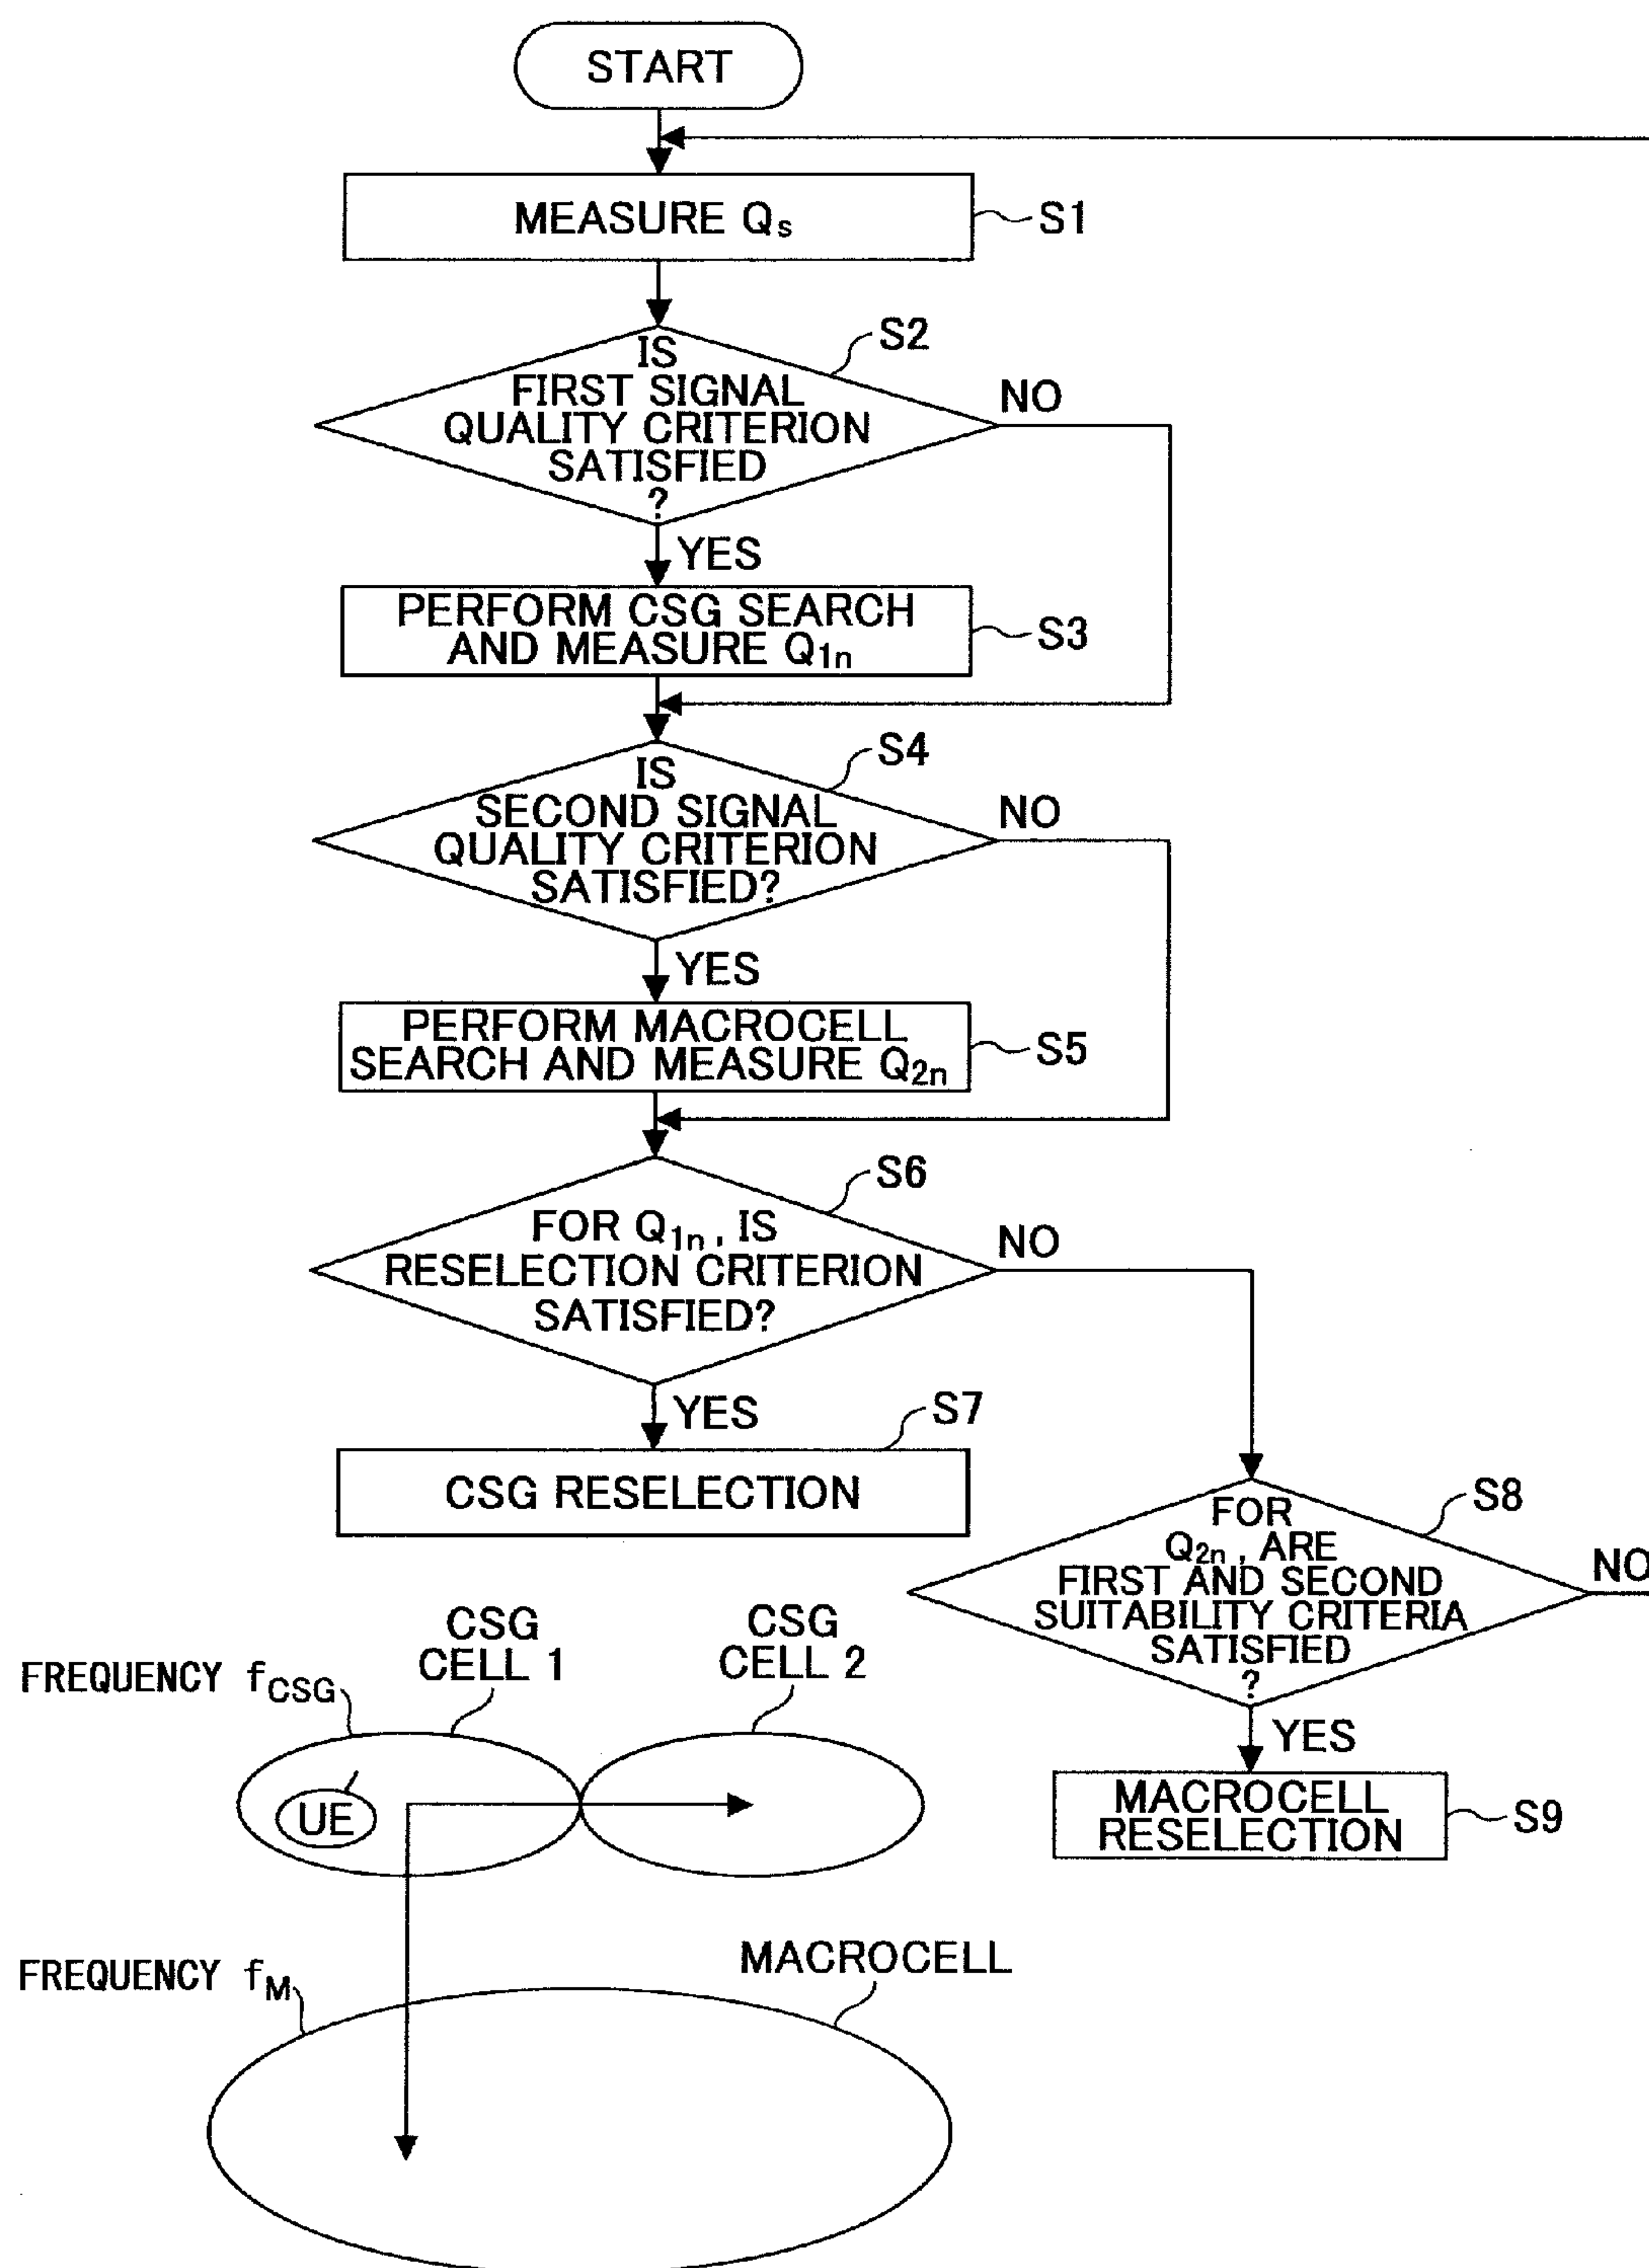 START
MEASURE Qs
S1
S2
IS
FIRST SIGNAL
QUALITY CRITERION
SATISFIED
?
NO
YES
PERFORM CSG SEARCH
AND MEASURE Q1n
S3
S4
IS
SECOND SIGNAL
QUALITY CRITERION
SATISFIED?
NO
YES
PERFORM MACROCELL
SEARCH AND MEASURE Q2n
S5
S6
FOR Q1n, IS
RESELECTION CRITERION
SATISFIED?
NO
YES
S7
CSG RESELECTION
S8
FOR
Q2n, ARE
FIRST AND SECOND
SUITABILITY CRITERIA
SATISFIED
?
NO
YES
MACROCELL
RESELECTION
S9
CSG
CELL 1
CSG
CELL 2
FREQUENCY fCSG
UE
FREQUENCY fM
MACROCELL